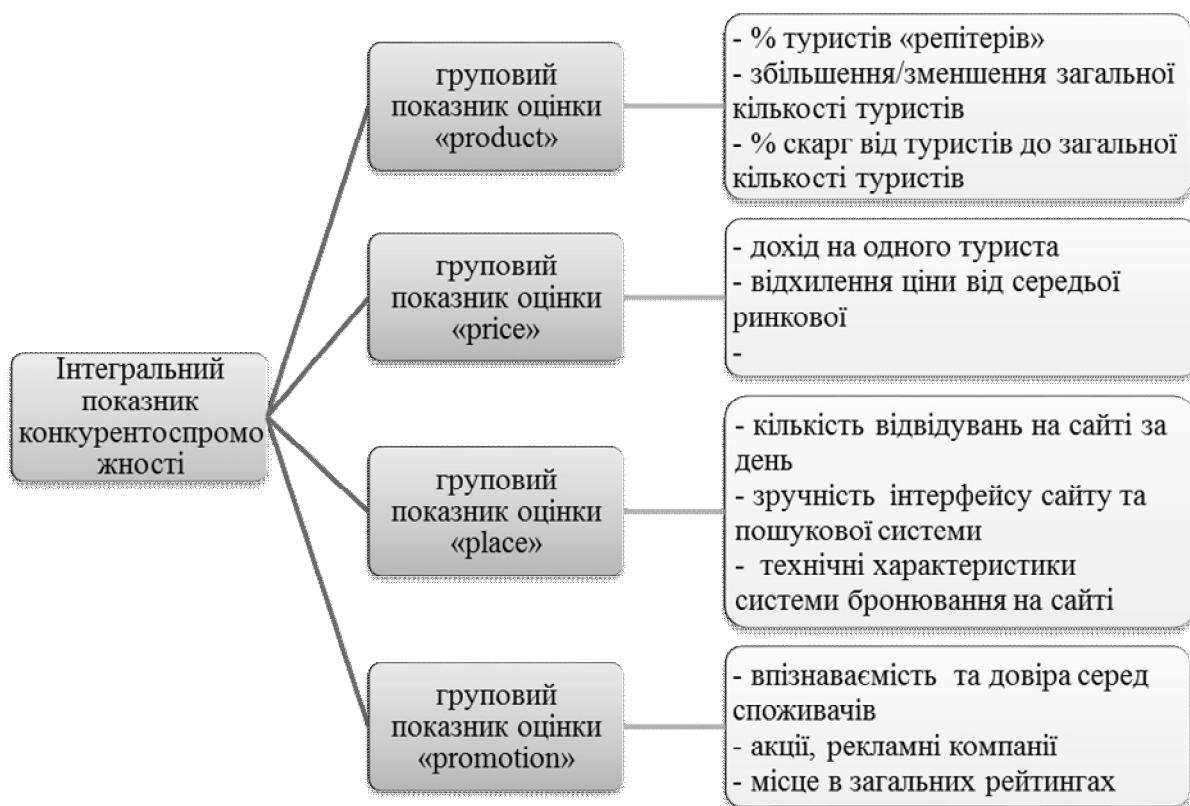 Інтегральний
показник
конкурентоспромо
жності
груповий
показник оцінки
«product»
- % туристів «репітерів»
- збільшення/зменшення загальної
кількості туристів
- % скарг від туристів до загальної
кількості туристів
груповий
показник оцінки
«price»
- дохід на одного туриста
- відхилення ціни від середьої
ринкової
-
груповий
показник оцінки
«place»
- кількість відвідувань на сайті за
день
- зручність інтерфейсу сайту та
пошукової системи
- технічні характеристики
системи бронювання на сайті
груповий
показник оцінки
«promotion»
- впізнаваємість та довіра серед
споживачів
- акції, рекламні компанії
- місце в загальних рейтингах